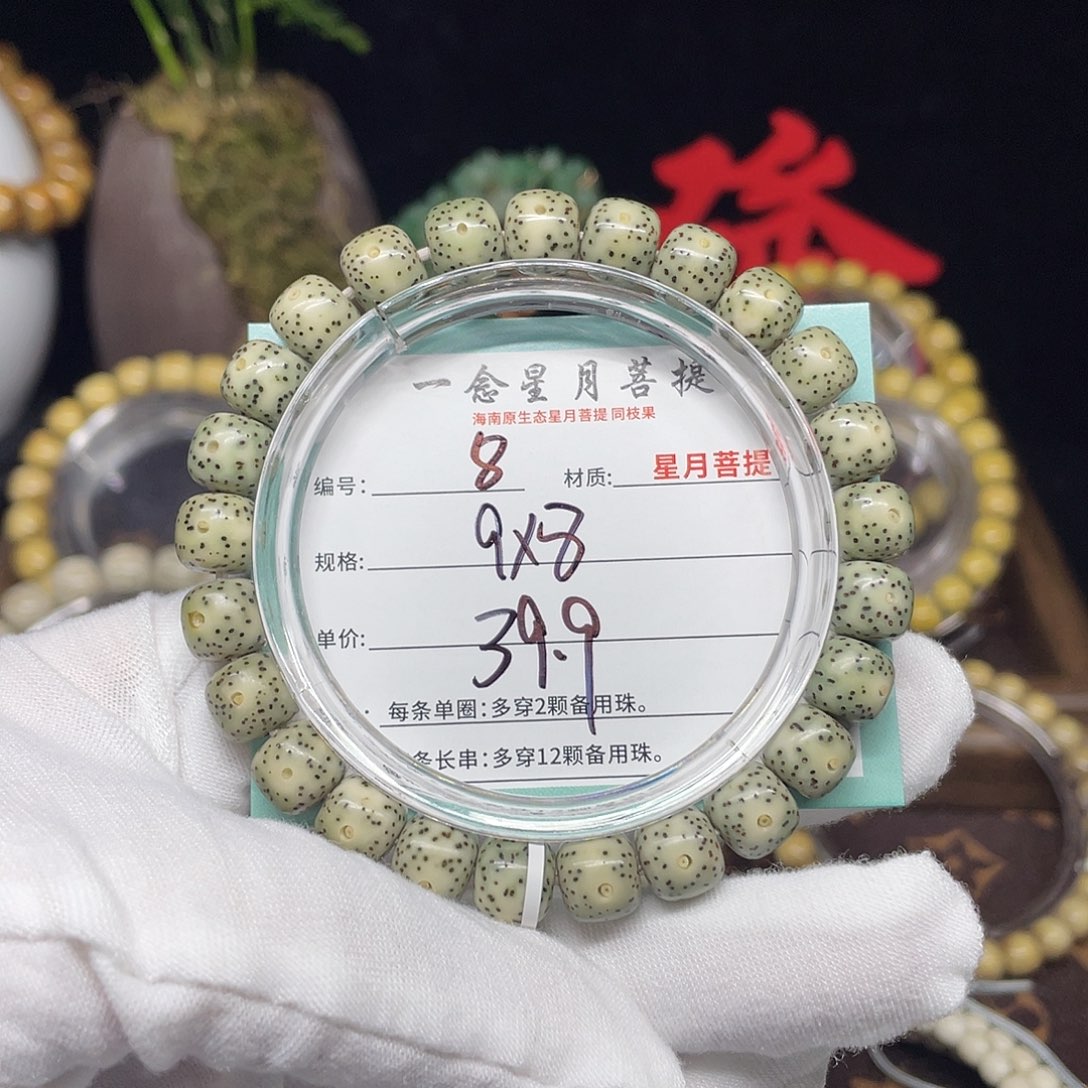 一念星月菩提
海南原生态星月菩提 同枝果
编号: 8 材质: 星月菩提
规格: 9x8
单价: 39.9
· 每条单圈:多穿2颗备用珠。
条长串:多穿12颗备用珠。